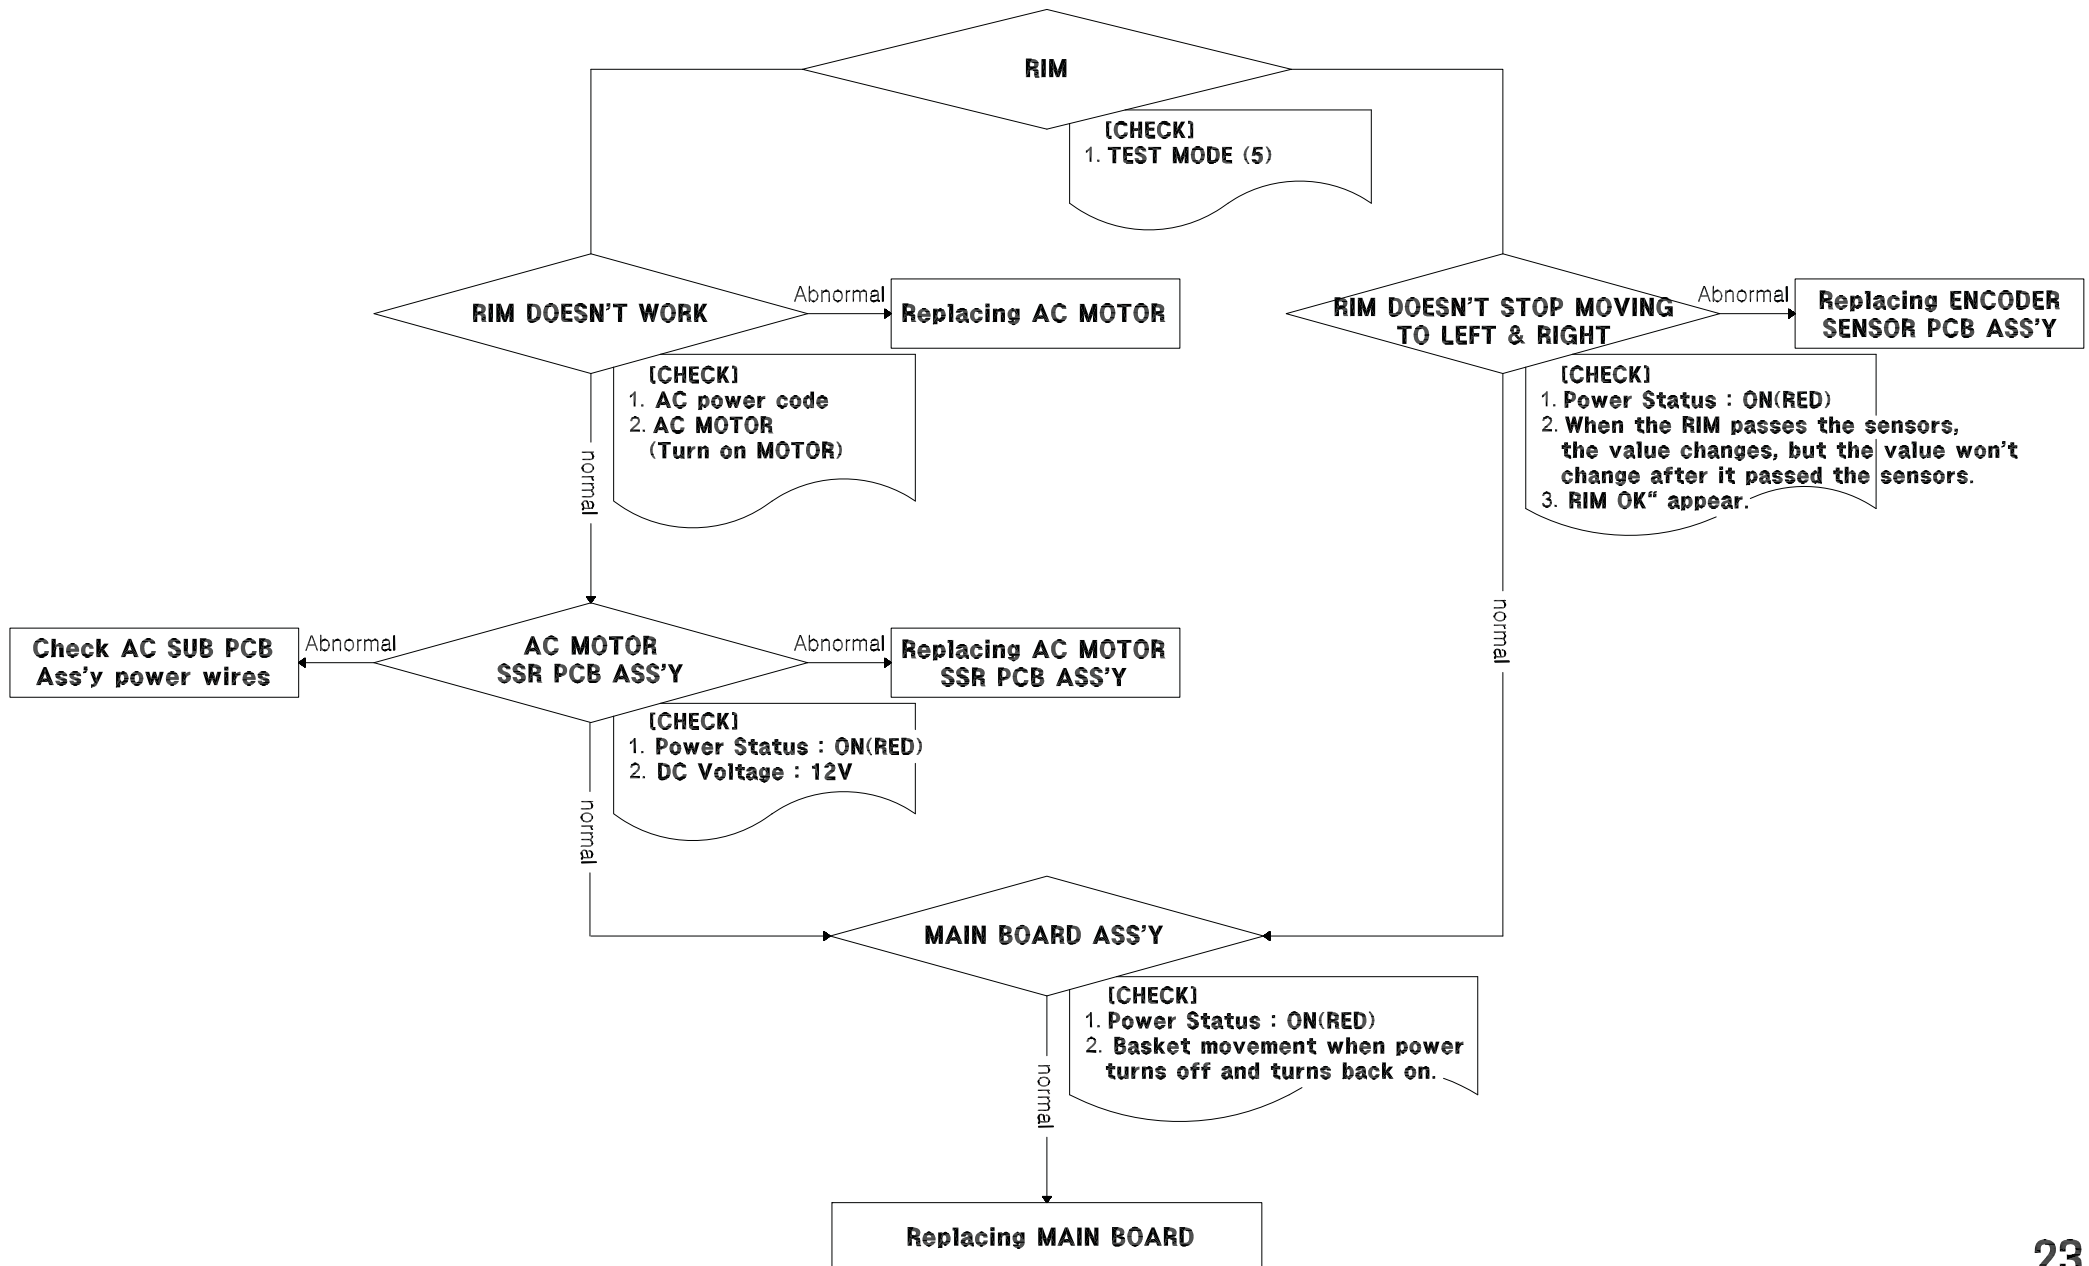 RIM
[CHECK]
1. TEST MODE (5)
RIM DOESN'T WORK
Abnormal
Replacing AC MOTOR
[CHECK]
1. AC power code
2. AC MOTOR
(Turn on MOTOR)
normal
RIM DOESN'T STOP MOVING
TO LEFT & RIGHT
Abnormal
Replacing ENCODER
SENSOR PCB ASS'Y
[CHECK]
1. Power Status : ON(RED)
2. When the RIM passes the sensors,
the value changes, but the value won't
change after it passed the sensors.
3. RIM OK“ appear.
normal
Check AC SUB PCB
Ass'y power wires
Abnormal
AC MOTOR
SSR PCB ASS'Y
Abnormal
Replacing AC MOTOR
SSR PCB ASS'Y
[CHECK]
1. Power Status : ON(RED)
2. DC Voltage : 12V
normal
MAIN BOARD ASS'Y
[CHECK]
1. Power Status : ON(RED)
2. Basket movement when power
turns off and turns back on.
normal
Replacing MAIN BOARD
23